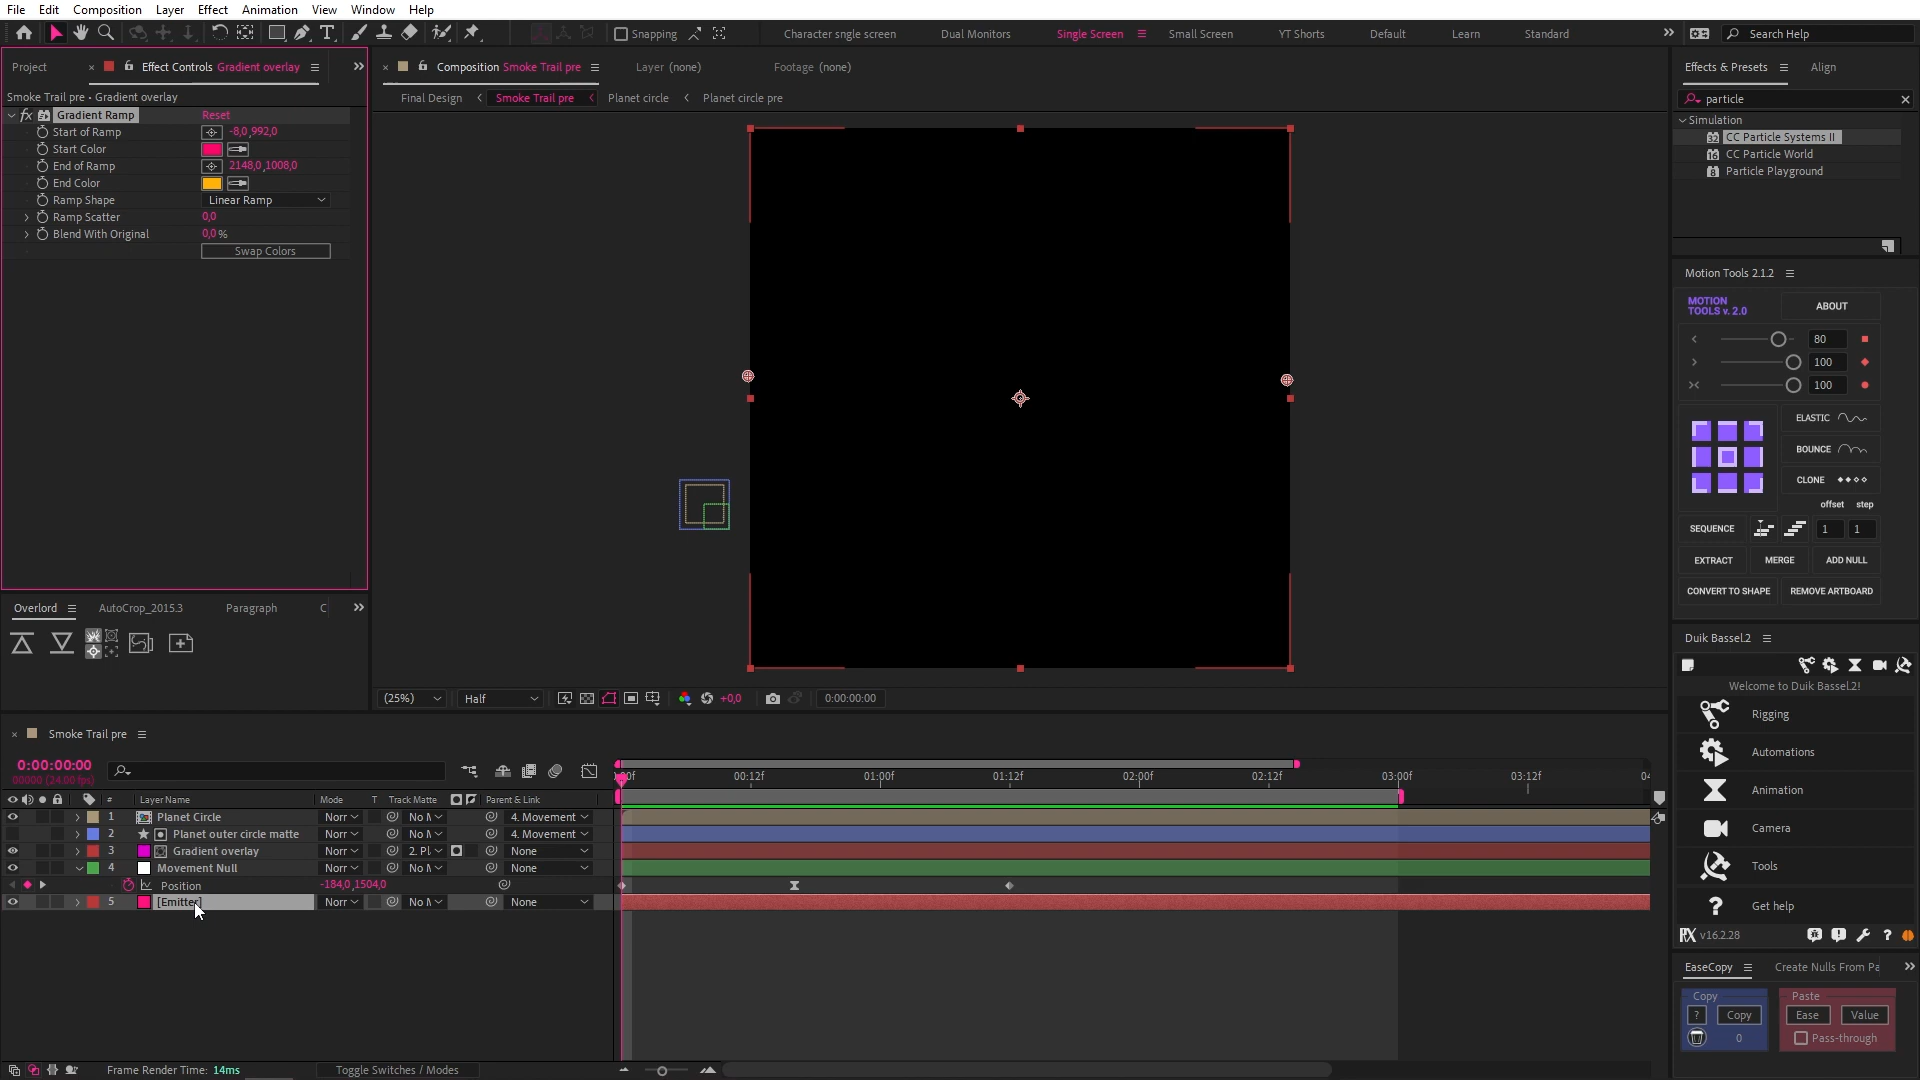 File Edit Composition Layer Effect Animation View Window Help
Snapping
Character sngle screen Dual Monitors Single Screen Small Screen YT Shorts Default Learn Standard
Search Help
Project
Effect Controls Gradient overlay
Smoke Trail pre • Gradient overlay
fx Gradient Ramp Reset
Start of Ramp -8,0,992,0
Start Color
End of Ramp 2148,0,1008,0
End Color
Ramp Shape Linear Ramp
Ramp Scatter 0,0
Blend With Original 0,0 %
Swap Colors
Composition Smoke Trail pre
Layer (none)
Footage (none)
Final Design Smoke Trail pre Planet circle Planet circle pre
(25%) Half +0,0 0:00:00:00
Effects & Presets Align
particle
Simulation
CC Particle Systems II
CC Particle World
Particle Playground
Motion Tools 2.1.2
MOTION
TOOLS v. 2.0
ABOUT
80
100
100
ELASTIC
BOUNCE
CLONE
offset step
SEQUENCE 1 1
EXTRACT MERGE ADD NULL
CONVERT TO SHAPE REMOVE ARTBOARD
Duik Bassel.2
Welcome to Duik Bassel.2!
Rigging
Automations
Animation
Camera
Tools
Get help
v16.2.28
EaseCopy Create Nulls From Pa
Copy Paste
? Copy Ease Value
0 Pass-through
Overlord AutoCrop_2015.3 Paragraph C
Smoke Trail pre
0:00:00:00
00000 (24.00 fps)
# Layer Name Mode T Track Matte Parent & Link
00f 00:12f 01:00f 01:12f 02:00f 02:12f 03:00f 03:12f 04
1 Planet Circle Norr No M 4. Movement
2 Planet outer circle matte Norr No M 4. Movement
3 Gradient overlay Norr 2. Pl None
4 Movement Null Norr No M None
Position -184,0,1504,0
5 [Emitter] Norr No M None
Frame Render Time: 14ms
Toggle Switches / Modes